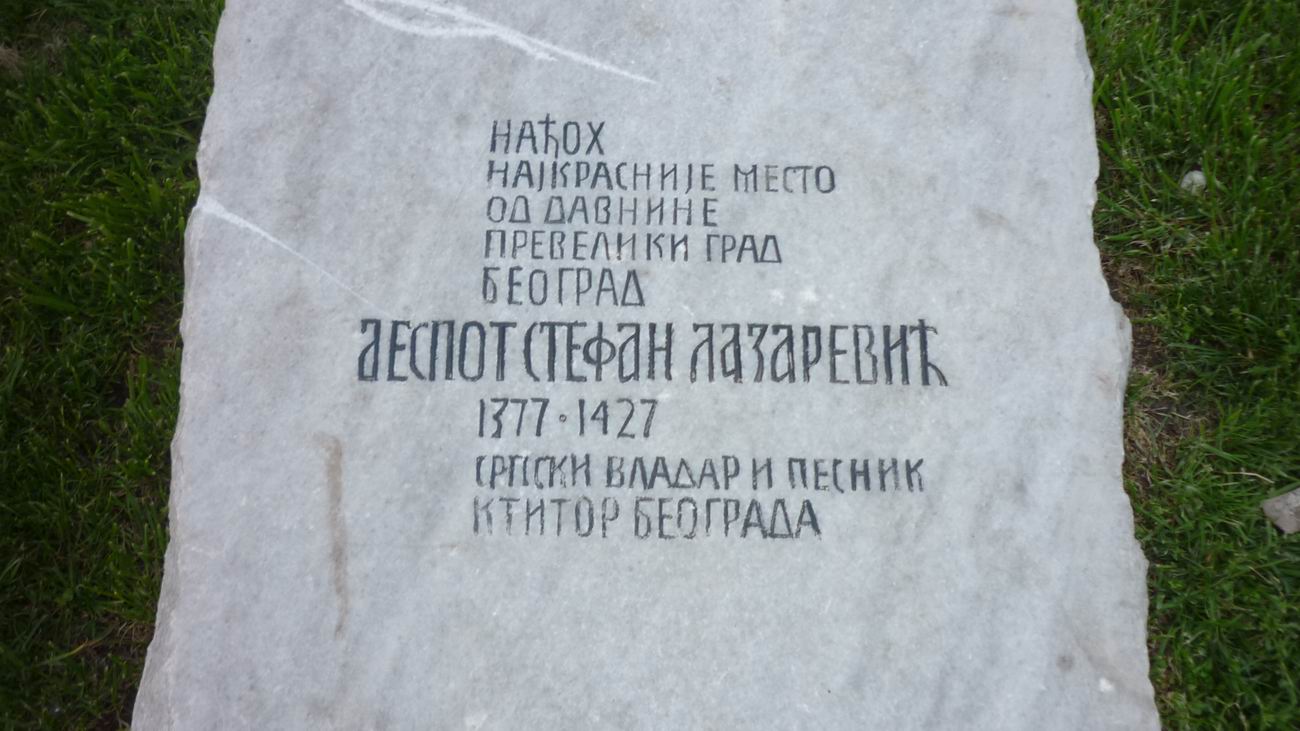 НАЂОХ
НАЈКРАСНИЈЕ МЕСТО
ОД ДАВНИНЕ
ПРЕВЕЛИКИ ГРАД
БЕОГРАД
ДЕСПОТ СТЕФАН ЛАЗАРЕВИЋ
1377 • 1427
СРПСКИ ВЛАДАР И ПЕСНИК
КТИТОР БЕОГРАДА